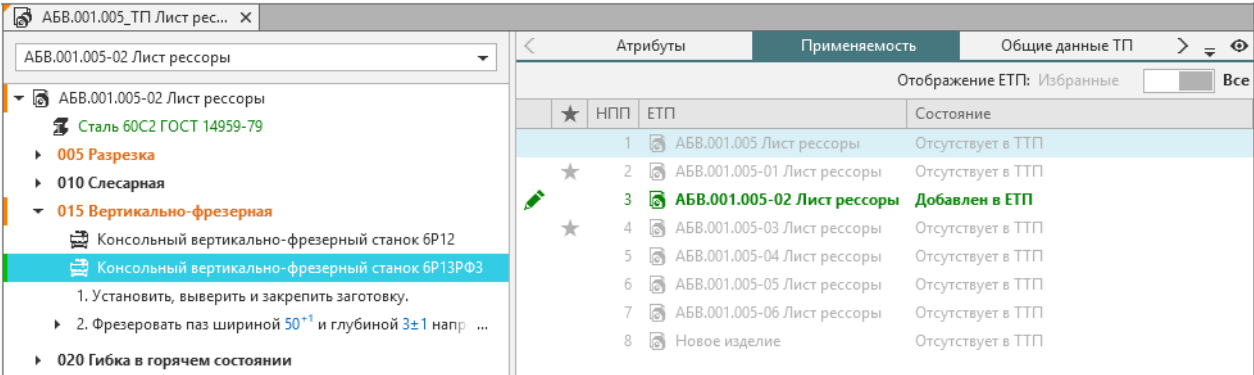 АБВ.001.005_ТП Лист рес...
АБВ.001.005-02 Лист рессоры
АБВ.001.005-02 Лист рессоры
Сталь 60С2 ГОСТ 14959-79
005 Разрезка
010 Слесарная
015 Вертикально-фрезерная
Консольный вертикально-фрезерный станок 6Р12
Консольный вертикально-фрезерный станок 6Р13РФ3
1. Установить, выверить и закрепить заготовку.
2. Фрезеровать паз шириной 50⁺¹ и глубиной 3±1 напр ...
020 Гибка в горячем состоянии
Атрибуты Применяемость Общие данные ТП
Отображение ЕТП: Избранные Все
НПП ЕТП Состояние
1 АБВ.001.005 Лист рессоры Отсутствует в ТТП
2 АБВ.001.005-01 Лист рессоры Отсутствует в ТТП
3 АБВ.001.005-02 Лист рессоры Добавлен в ЕТП
4 АБВ.001.005-03 Лист рессоры Отсутствует в ТТП
5 АБВ.001.005-04 Лист рессоры Отсутствует в ТТП
6 АБВ.001.005-05 Лист рессоры Отсутствует в ТТП
7 АБВ.001.005-06 Лист рессоры Отсутствует в ТТП
8 Новое изделие Отсутствует в ТТП